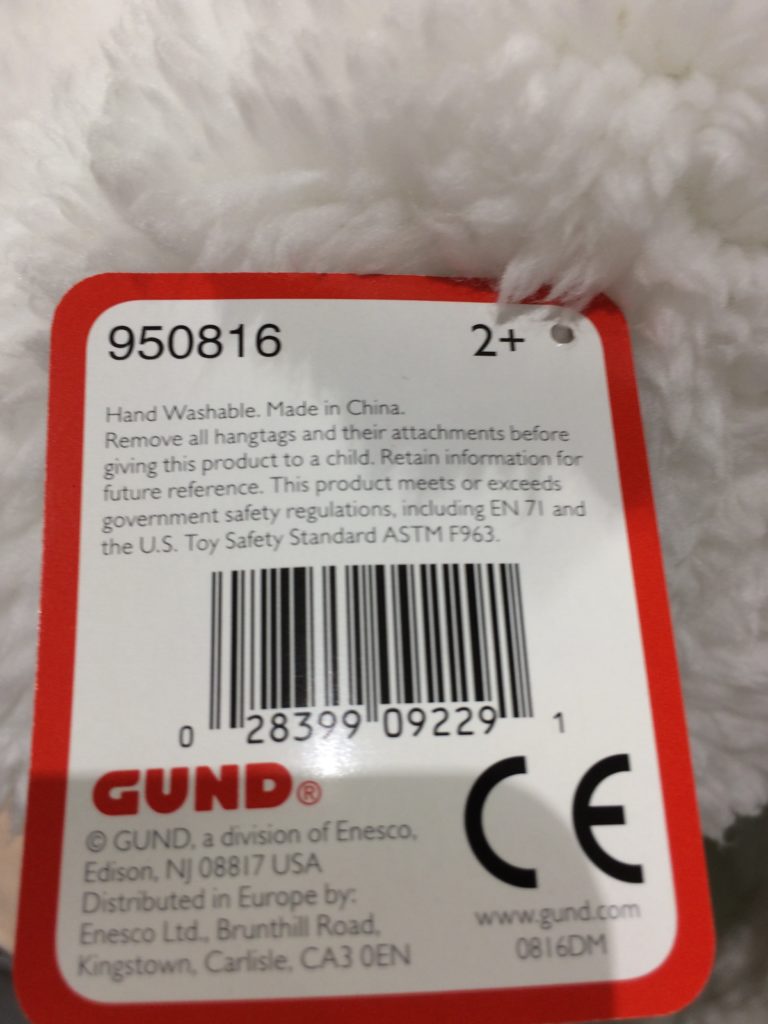 950816 2+
Hand Washable. Made in China.
Remove all hangtags and their attachments before
giving this product to a child. Retain information for
future reference. This product meets or exceeds
government safety regulations, including EN 71 and
the U.S. Toy Safety Standard ASTM F963.
0 28399 09229 1
GUND®
© GUND, a division of Enesco,
Edison, NJ 08817 USA
Distributed in Europe by:
Enesco Ltd., Brunthill Road,
Kingstown, Carlisle, CA3 0EN
CE
www.gund.com
0816DM